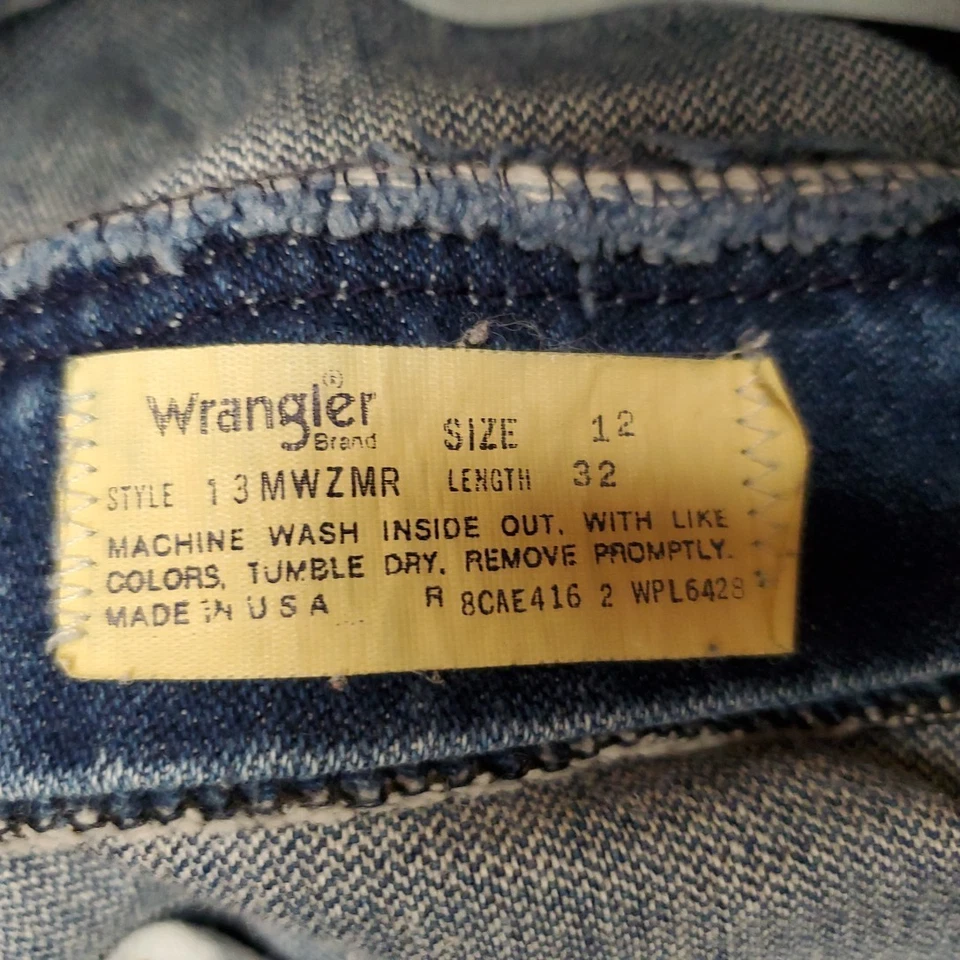 wrangler®
Brand
SIZE 12
STYLE 13MWZMR LENGTH 32
MACHINE WASH INSIDE OUT, WITH LIKE
COLORS, TUMBLE DRY. REMOVE PROMPTLY.
MADE IN U S A R 8CAE416 2 WPL6428